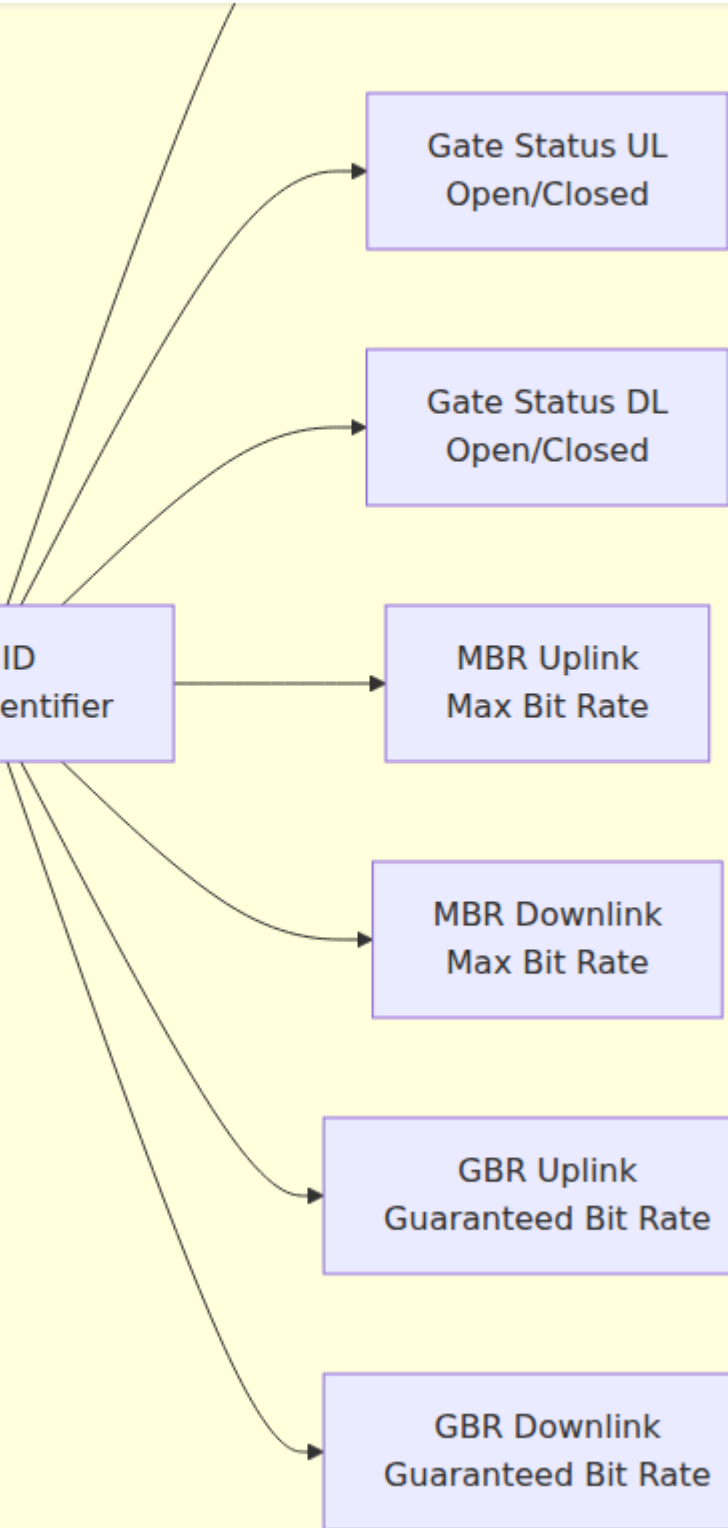 Gate Status UL
Open/Closed
Gate Status DL
Open/Closed
ID
entifier
MBR Uplink
Max Bit Rate
MBR Downlink
Max Bit Rate
GBR Uplink
Guaranteed Bit Rate
GBR Downlink
Guaranteed Bit Rate